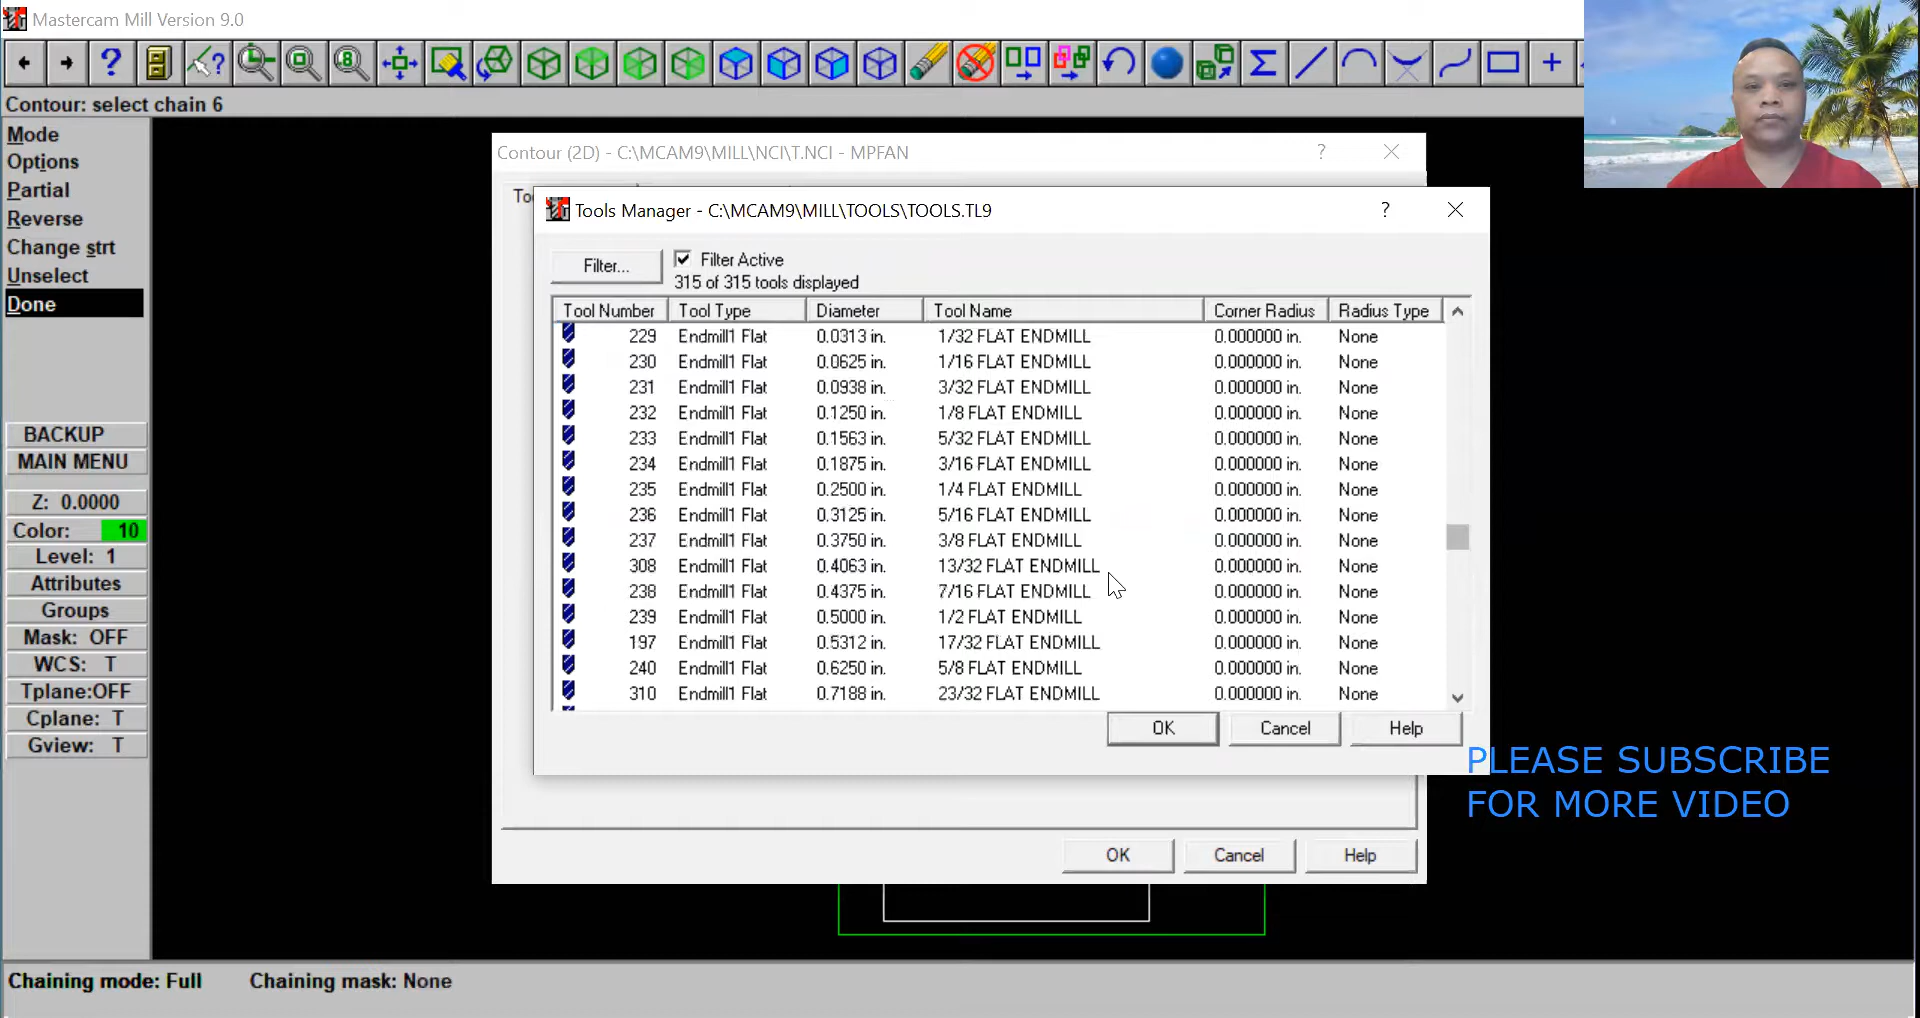 Mastercam Mill Version 9.0
Contour: select chain 6
Mode
Options
Partial
Reverse
Change strt
Unselect
Done
BACKUP
MAIN MENU
Z: 0.0000
Color: 10
Level: 1
Attributes
Groups
Mask: OFF
WCS: T
Tplane:OFF
Cplane: T
Gview: T
Contour (2D) - C:\MCAM9\MILL\NCI\T.NCI - MPFAN
Tools Manager - C:\MCAM9\MILL\TOOLS\TOOLS.TL9
Filter...
Filter Active
315 of 315 tools displayed
Tool Number Tool Type Diameter Tool Name Corner Radius Radius Type
229 Endmill1 Flat 0.0313 in. 1/32 FLAT ENDMILL 0.000000 in. None
230 Endmill1 Flat 0.0625 in. 1/16 FLAT ENDMILL 0.000000 in. None
231 Endmill1 Flat 0.0938 in. 3/32 FLAT ENDMILL 0.000000 in. None
232 Endmill1 Flat 0.1250 in. 1/8 FLAT ENDMILL 0.000000 in. None
233 Endmill1 Flat 0.1563 in. 5/32 FLAT ENDMILL 0.000000 in. None
234 Endmill1 Flat 0.1875 in. 3/16 FLAT ENDMILL 0.000000 in. None
235 Endmill1 Flat 0.2500 in. 1/4 FLAT ENDMILL 0.000000 in. None
236 Endmill1 Flat 0.3125 in. 5/16 FLAT ENDMILL 0.000000 in. None
237 Endmill1 Flat 0.3750 in. 3/8 FLAT ENDMILL 0.000000 in. None
308 Endmill1 Flat 0.4063 in. 13/32 FLAT ENDMILL 0.000000 in. None
238 Endmill1 Flat 0.4375 in. 7/16 FLAT ENDMILL 0.000000 in. None
239 Endmill1 Flat 0.5000 in. 1/2 FLAT ENDMILL 0.000000 in. None
197 Endmill1 Flat 0.5312 in. 17/32 FLAT ENDMILL 0.000000 in. None
240 Endmill1 Flat 0.6250 in. 5/8 FLAT ENDMILL 0.000000 in. None
310 Endmill1 Flat 0.7188 in. 23/32 FLAT ENDMILL 0.000000 in. None
OK Cancel Help
PLEASE SUBSCRIBE
FOR MORE VIDEO
OK Cancel Help
Chaining mode: Full Chaining mask: None